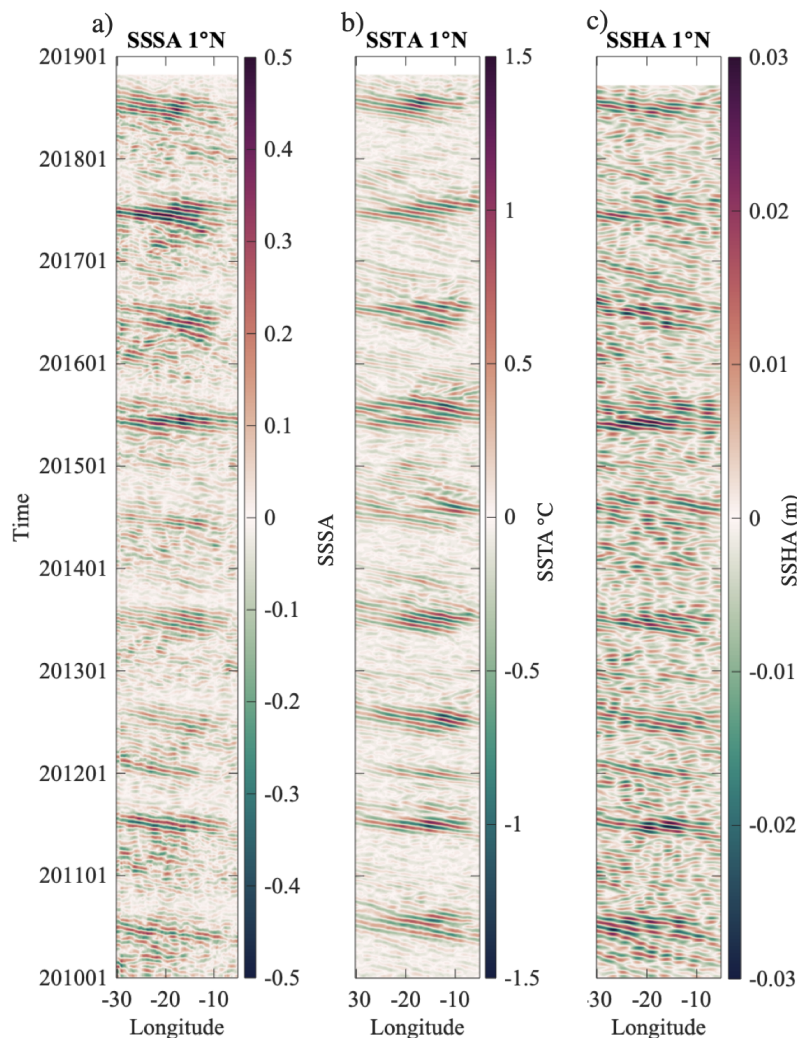 a)
SSSA 1°N
201901
201801
201701
201601
201501
201401
201301
201201
201101
201001
Time
-30 -20 -10
Longitude
0.5
0.4
0.3
0.2
0.1
0
-0.1
-0.2
-0.3
-0.4
-0.5
SSSA
b)
SSTA 1°N
-30 -20 -10
Longitude
1.5
1
0.5
0
-0.5
-1
-1.5
SSTA °C
c)
SSHA 1°N
30 -20 -10
Longitude
0.03
0.02
0.01
0
-0.01
-0.02
-0.03
SSHA (m)